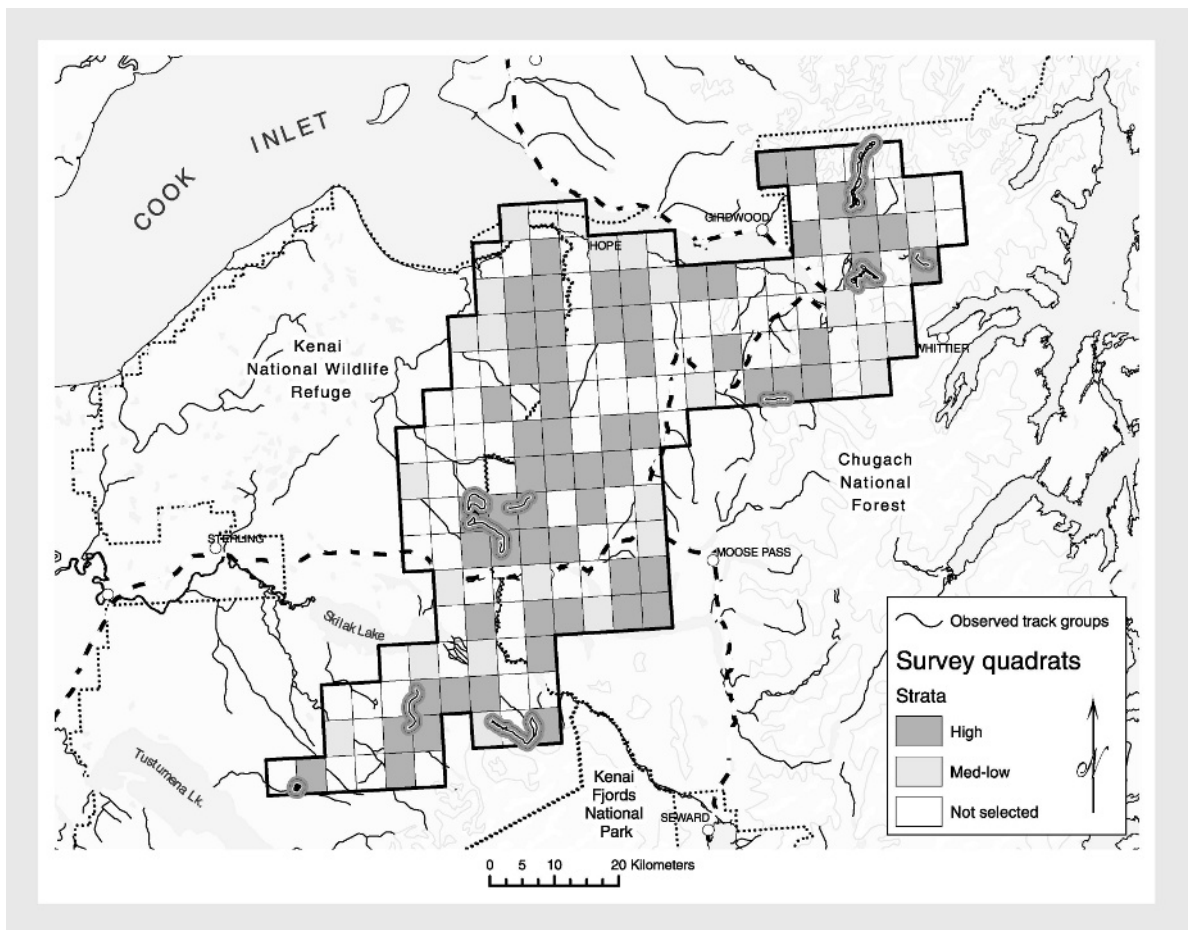 COOK INLET
GIRDWOOD
HOPE
Kenai
National Wildlife
Refuge
WHITTIER
Chugach
National
Forest
STERLING
MOOSE PASS
Skilak Lake
Tustumena Lk.
Kenai
Fjords
National
Park
SEWARD
Observed track groups
Survey quadrats
Strata
High
Med-low
Not selected
0 5 10 20 Kilometers